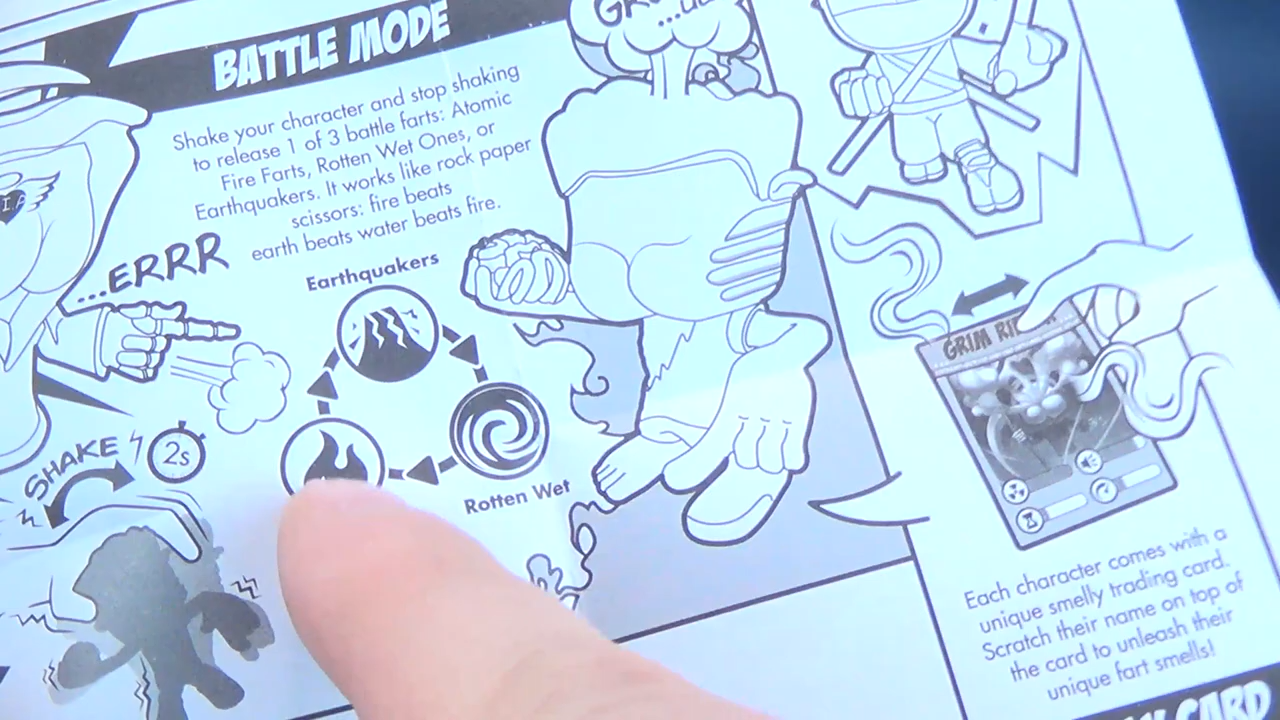 BATTLE MODE
Shake your character and stop shaking
to release 1 of 3 battle farts: Atomic
Fire Farts, Rotten Wet Ones, or
Earthquakers. It works like rock paper
scissors: fire beats
earth beats water beats fire.
...ERRR
Earthquakers
Rotten Wet
SHAKE
2s
GRIM
Each character comes with a
unique smelly trading card.
Scratch their name on top of
the card to unleash their
unique fart smells!
CARD